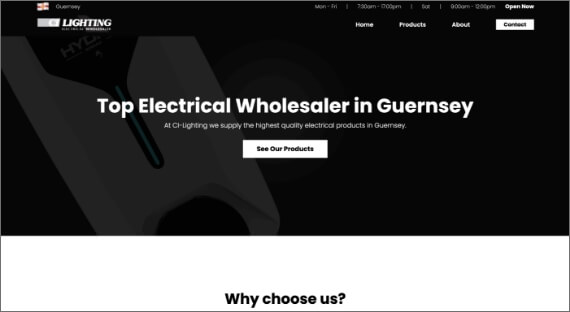 Guernsey
Mon - Fri | 7:30am - 17:00pm | Sat | 9:00am - 12:00pm Open Now
CI LIGHTING
ELECTRICAL WHOLESALER
Home Products About Contact
Top Electrical Wholesaler in Guernsey
At CI-Lighting we supply the highest quality electrical products in Guernsey.
See Our Products
Why choose us?